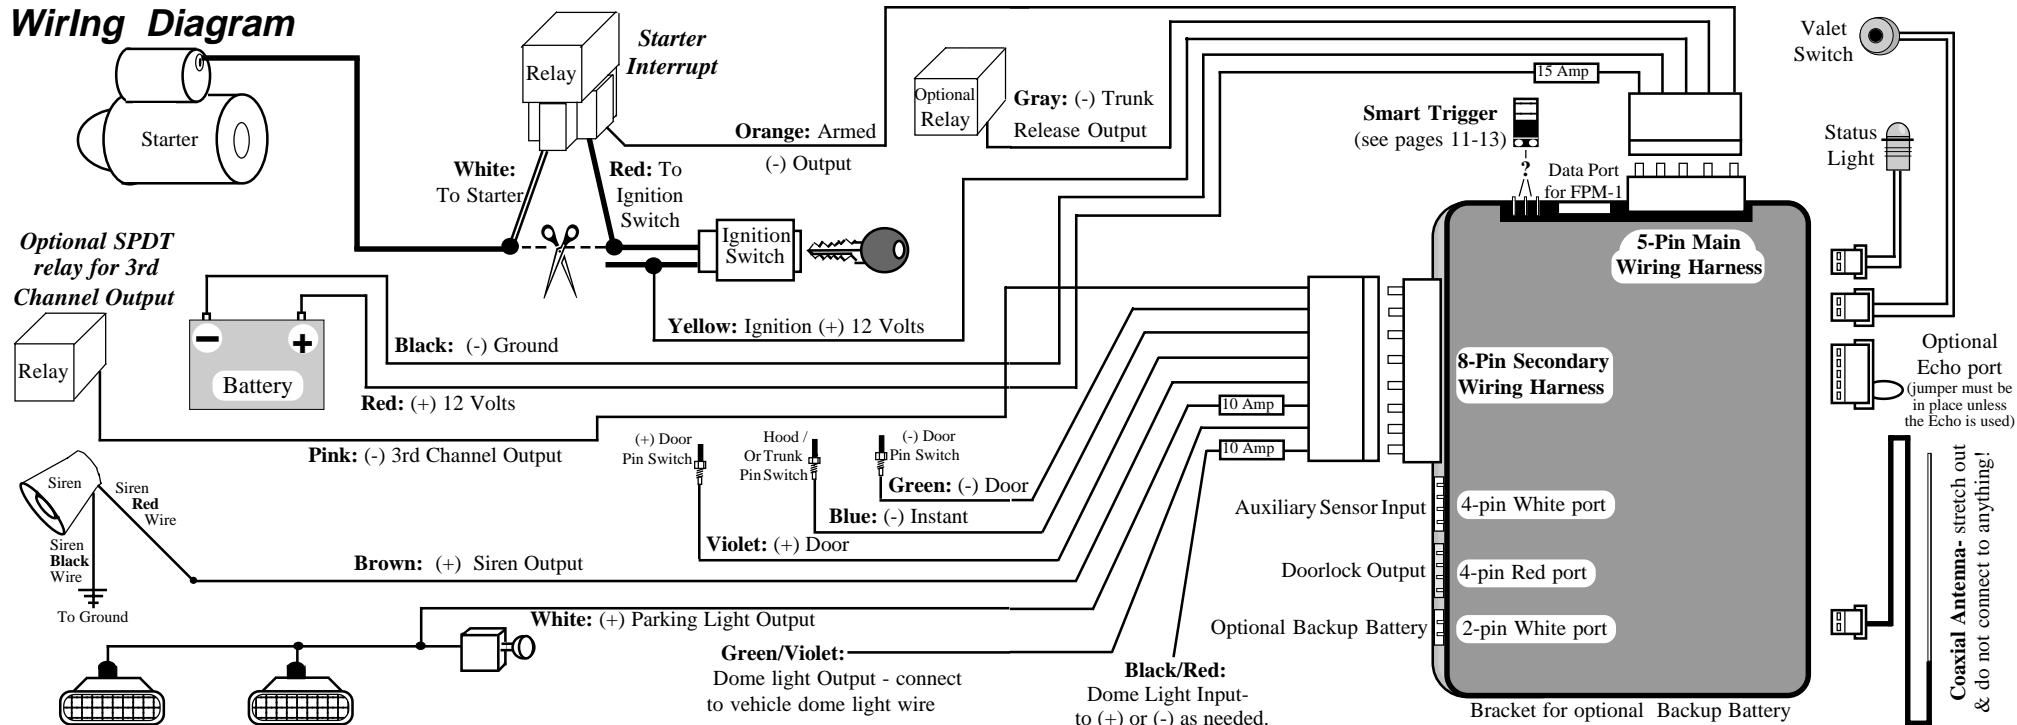 WirIng Diagram
Starter
Relay
Starter
Interrupt
White:
To Starter
Red: To
Ignition
Switch
Orange: Armed
(-) Output
Optional
Relay
Gray: (-) Trunk
Release Output
15 Amp
Smart Trigger
(see pages 11-13)
?
Data Port
for FPM-1
Valet
Switch
Status
Light
Ignition
Switch
5-Pin Main
Wiring Harness
Optional SPDT
relay for 3rd
Channel Output
Relay
− +
Battery
Yellow: Ignition (+) 12 Volts
Black: (-) Ground
Red: (+) 12 Volts
Pink: (-) 3rd Channel Output
8-Pin Secondary
Wiring Harness
10 Amp
10 Amp
Optional
Echo port
(jumper must be
in place unless
the Echo is used)
(+) Door
Pin Switch
Hood /
Or Trunk
Pin Switch
(-) Door
Pin Switch
Green: (-) Door
Blue: (-) Instant
Violet: (+) Door
Siren
Siren
Red
Wire
Siren
Black
Wire
To Ground
Brown: (+) Siren Output
White: (+) Parking Light Output
Auxiliary Sensor Input
4-pin White port
Doorlock Output
4-pin Red port
Optional Backup Battery
2-pin White port
Green/Violet:
Dome light Output - connect
to vehicle dome light wire
Black/Red:
Dome Light Input-
to (+) or (-) as needed.
Bracket for optional Backup Battery
Coaxial Antenna- stretch out
& do not connect to anything!